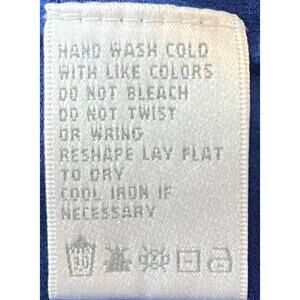 HAND WASH COLD
WITH LIKE COLORS
DO NOT BLEACH
DO NOT TWIST
OR WRING
RESHAPE LAY FLAT
TO DRY
COOL IRON IF
NECESSARY
30